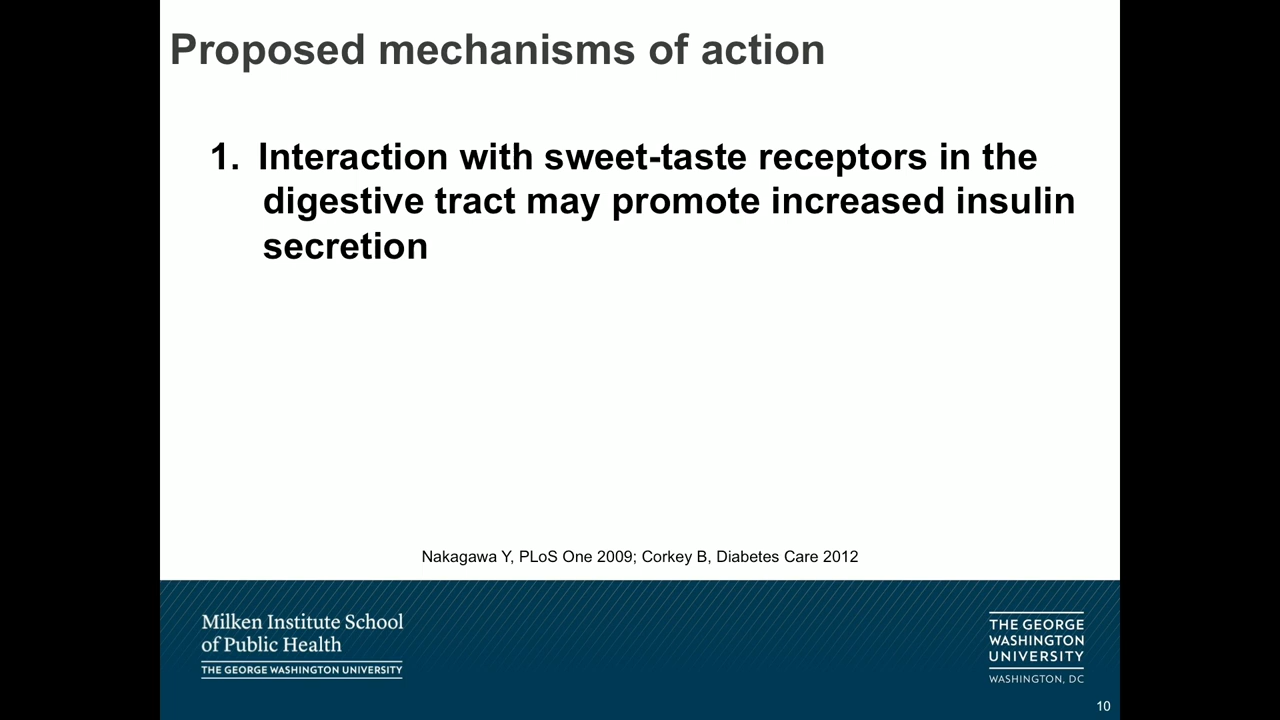 Proposed mechanisms of action
1. Interaction with sweet-taste receptors in the
digestive tract may promote increased insulin
secretion
Nakagawa Y, PLoS One 2009; Corkey B, Diabetes Care 2012
Milken Institute School
of Public Health
THE GEORGE WASHINGTON UNIVERSITY
THE GEORGE
WASHINGTON
UNIVERSITY
WASHINGTON, DC
10